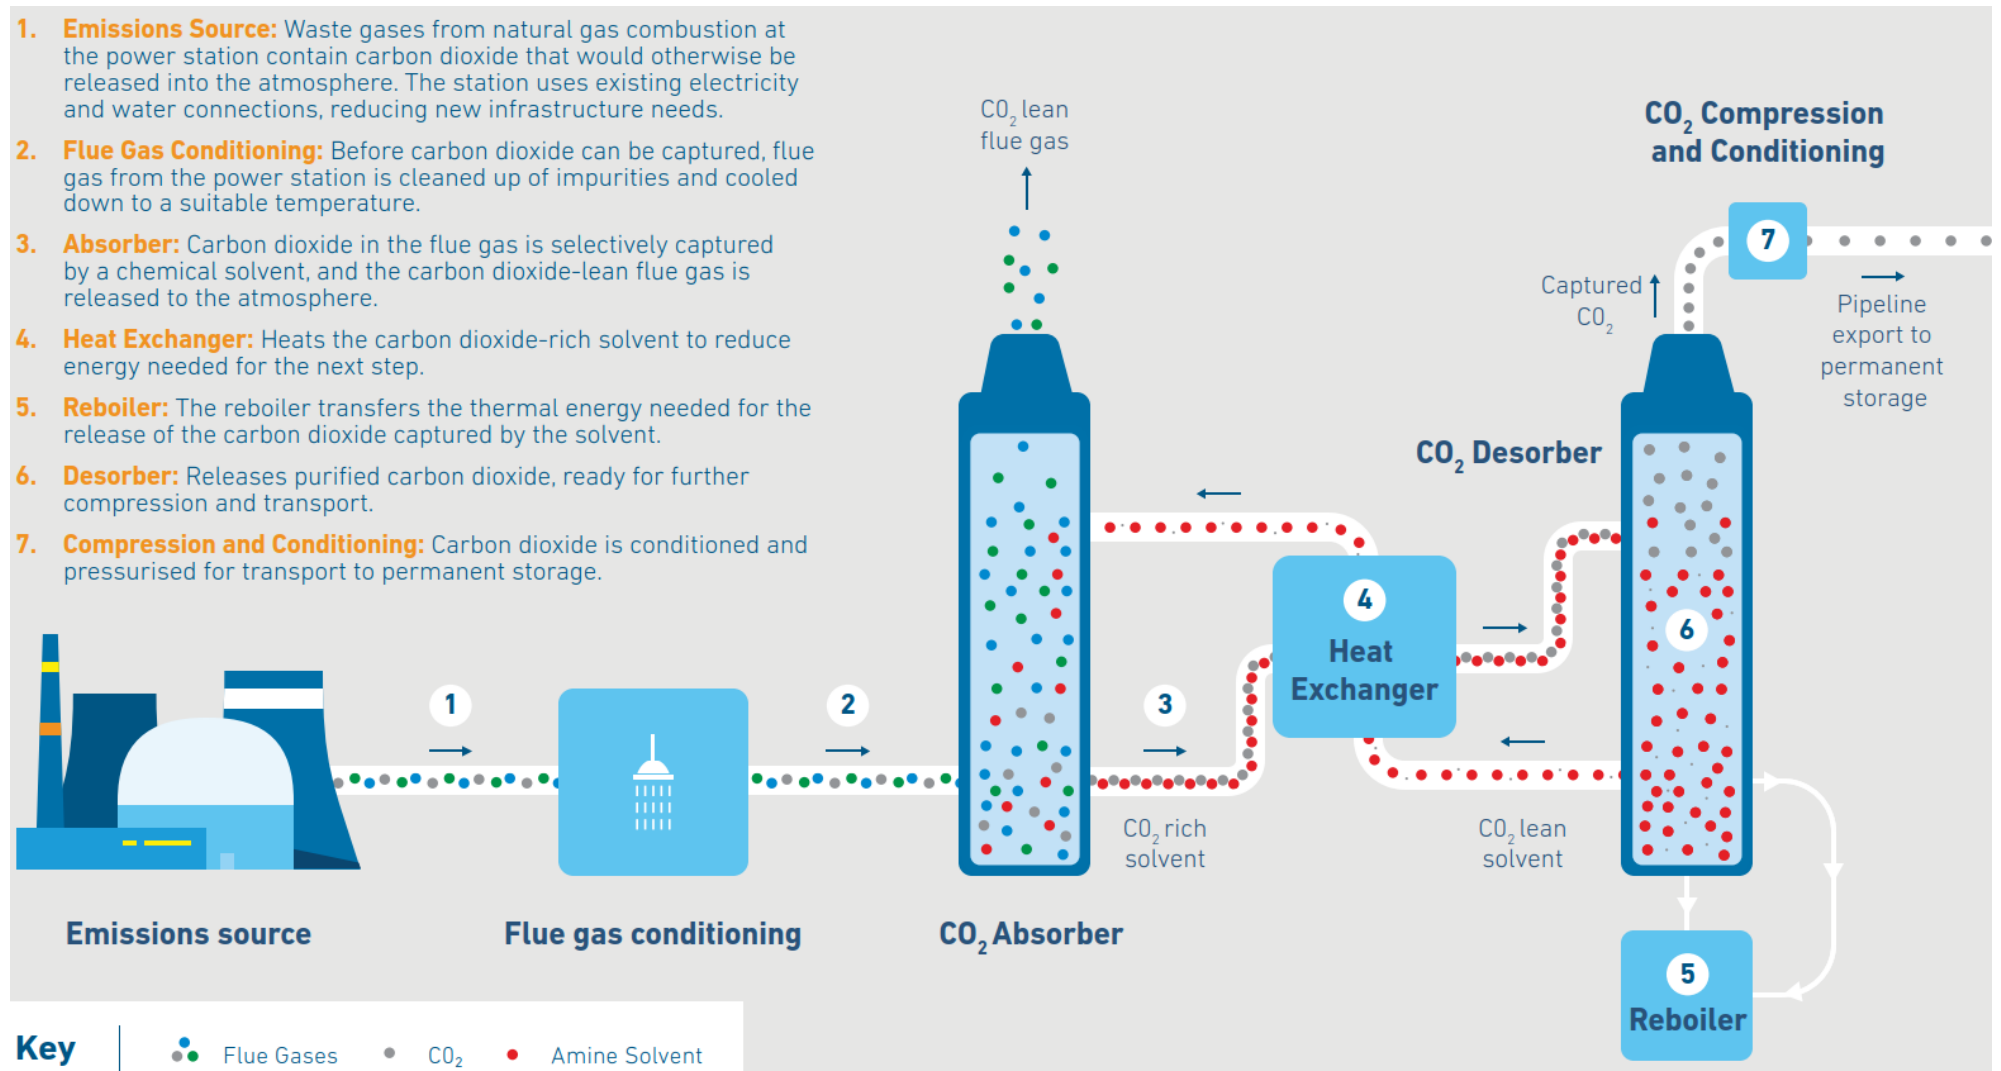 1. Emissions Source: Waste gases from natural gas combustion at
the power station contain carbon dioxide that would otherwise be
released into the atmosphere. The station uses existing electricity
and water connections, reducing new infrastructure needs.
2. Flue Gas Conditioning: Before carbon dioxide can be captured, flue
gas from the power station is cleaned up of impurities and cooled
down to a suitable temperature.
3. Absorber: Carbon dioxide in the flue gas is selectively captured
by a chemical solvent, and the carbon dioxide-lean flue gas is
released to the atmosphere.
4. Heat Exchanger: Heats the carbon dioxide-rich solvent to reduce
energy needed for the next step.
5. Reboiler: The reboiler transfers the thermal energy needed for the
release of the carbon dioxide captured by the solvent.
6. Desorber: Releases purified carbon dioxide, ready for further
compression and transport.
7. Compression and Conditioning: Carbon dioxide is conditioned and
pressurised for transport to permanent storage.
CO₂ lean
flue gas
CO₂ Compression
and Conditioning
7
Captured
CO₂
Pipeline
export to
permanent
storage
CO₂ Desorber
4
Heat
Exchanger
6
1
2
3
CO₂ rich
solvent
CO₂ lean
solvent
Emissions source
Flue gas conditioning
CO₂ Absorber
5
Reboiler
Key
Flue Gases
CO₂
Amine Solvent